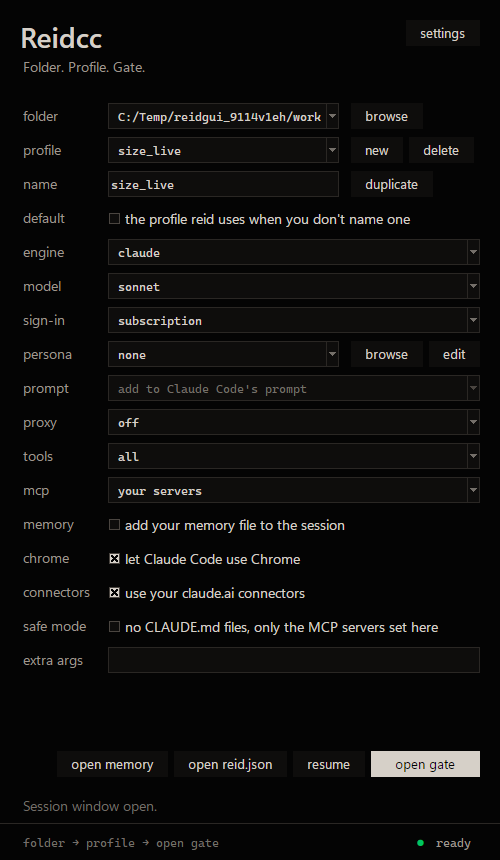 Reidcc
settings
Folder. Profile. Gate.
folder C:/Temp/reidgui_9114v1eh/work browse
profile size_live new delete
name size_live duplicate
default the profile reid uses when you don't name one
engine claude
model sonnet
sign-in subscription
persona none browse edit
prompt add to Claude Code's prompt
proxy off
tools all
mcp your servers
memory add your memory file to the session
chrome let Claude Code use Chrome
connectors use your claude.ai connectors
safe mode no CLAUDE.md files, only the MCP servers set here
extra args
open memory open reid.json resume open gate
Session window open.
folder → profile → open gate ready